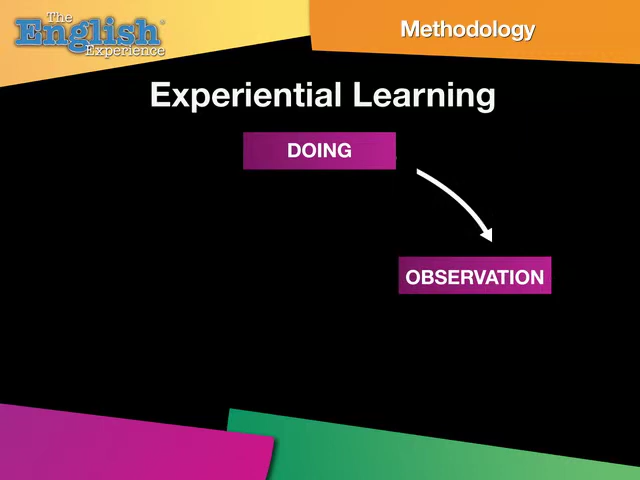 The
English®
Experience
Methodology
Experiential Learning
DOING
OBSERVATION